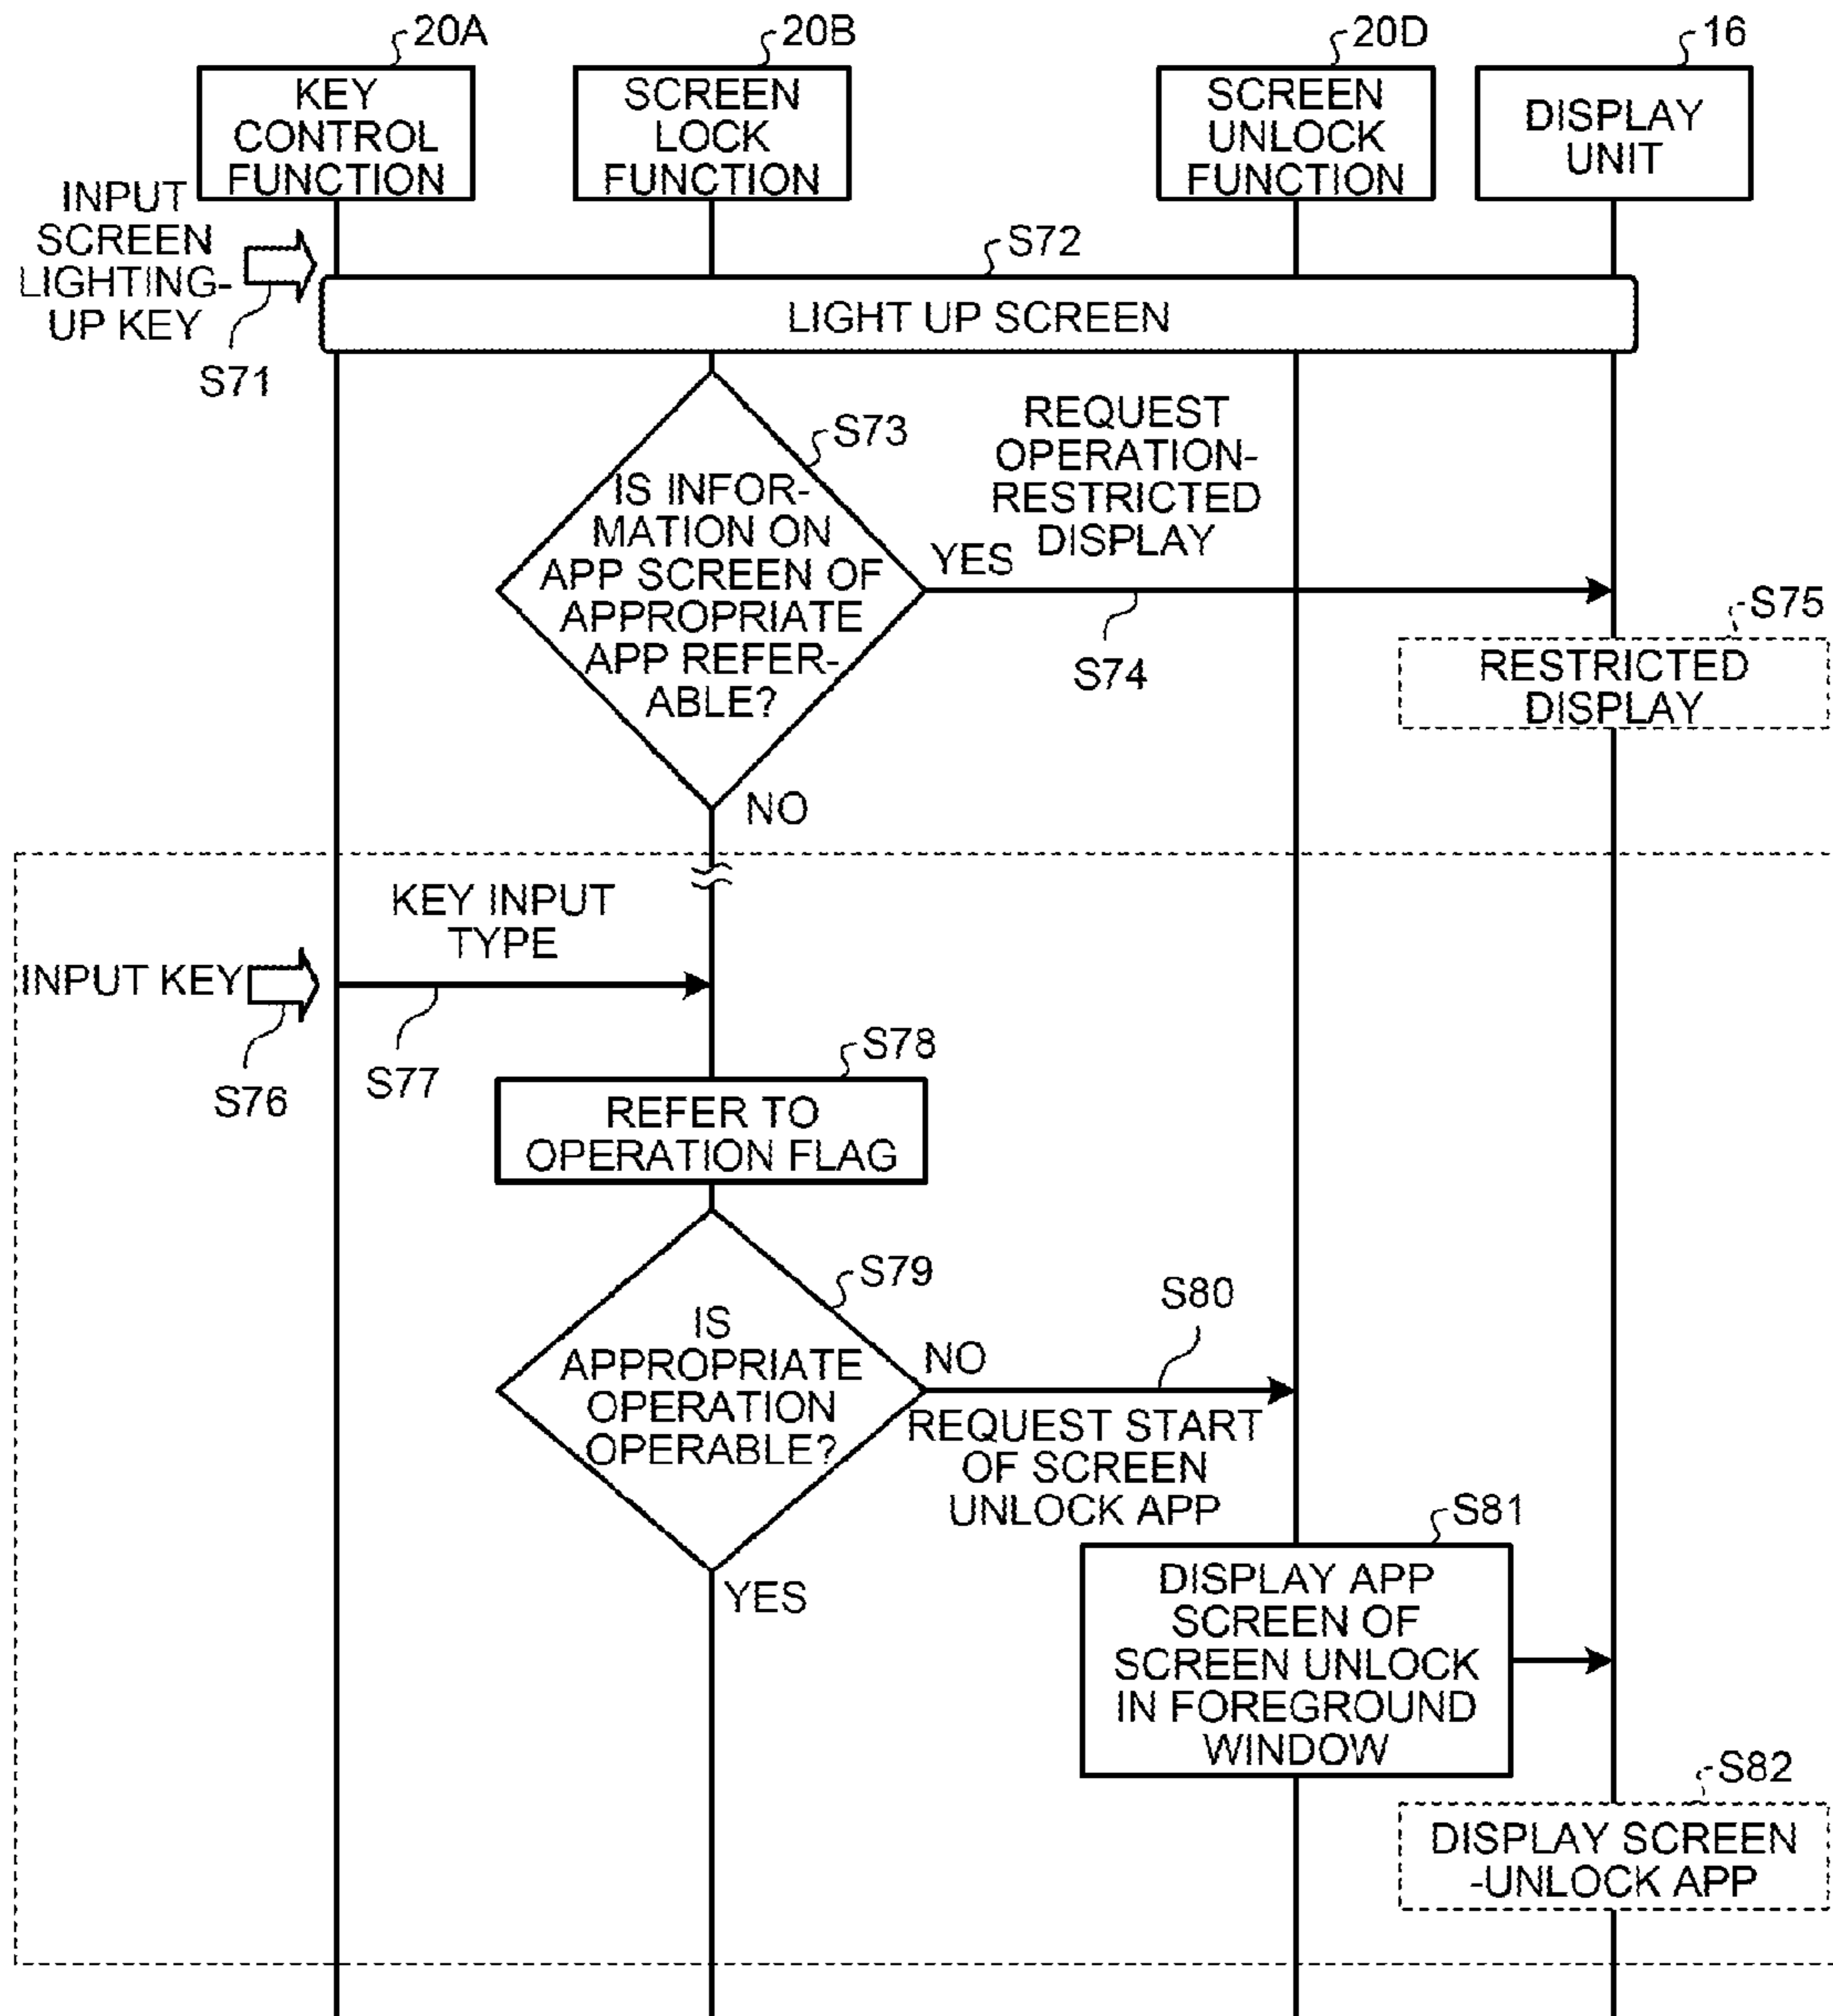 20A
20B
20D
16
KEY
CONTROL
FUNCTION
SCREEN
LOCK
FUNCTION
SCREEN
UNLOCK
FUNCTION
DISPLAY
UNIT
INPUT
SCREEN
LIGHTING-
UP KEY
S71
S72
LIGHT UP SCREEN
S73
IS INFOR-
MATION ON
APP SCREEN OF
APPROPRIATE
APP REFER-
ABLE?
YES
REQUEST
OPERATION-
RESTRICTED
DISPLAY
S74
S75
RESTRICTED
DISPLAY
NO
INPUT KEY
S76
KEY INPUT
TYPE
S77
S78
REFER TO
OPERATION FLAG
S79
IS
APPROPRIATE
OPERATION
OPERABLE?
NO
S80
REQUEST START
OF SCREEN
UNLOCK APP
YES
S81
DISPLAY APP
SCREEN OF
SCREEN UNLOCK
IN FOREGROUND
WINDOW
S82
DISPLAY SCREEN
-UNLOCK APP